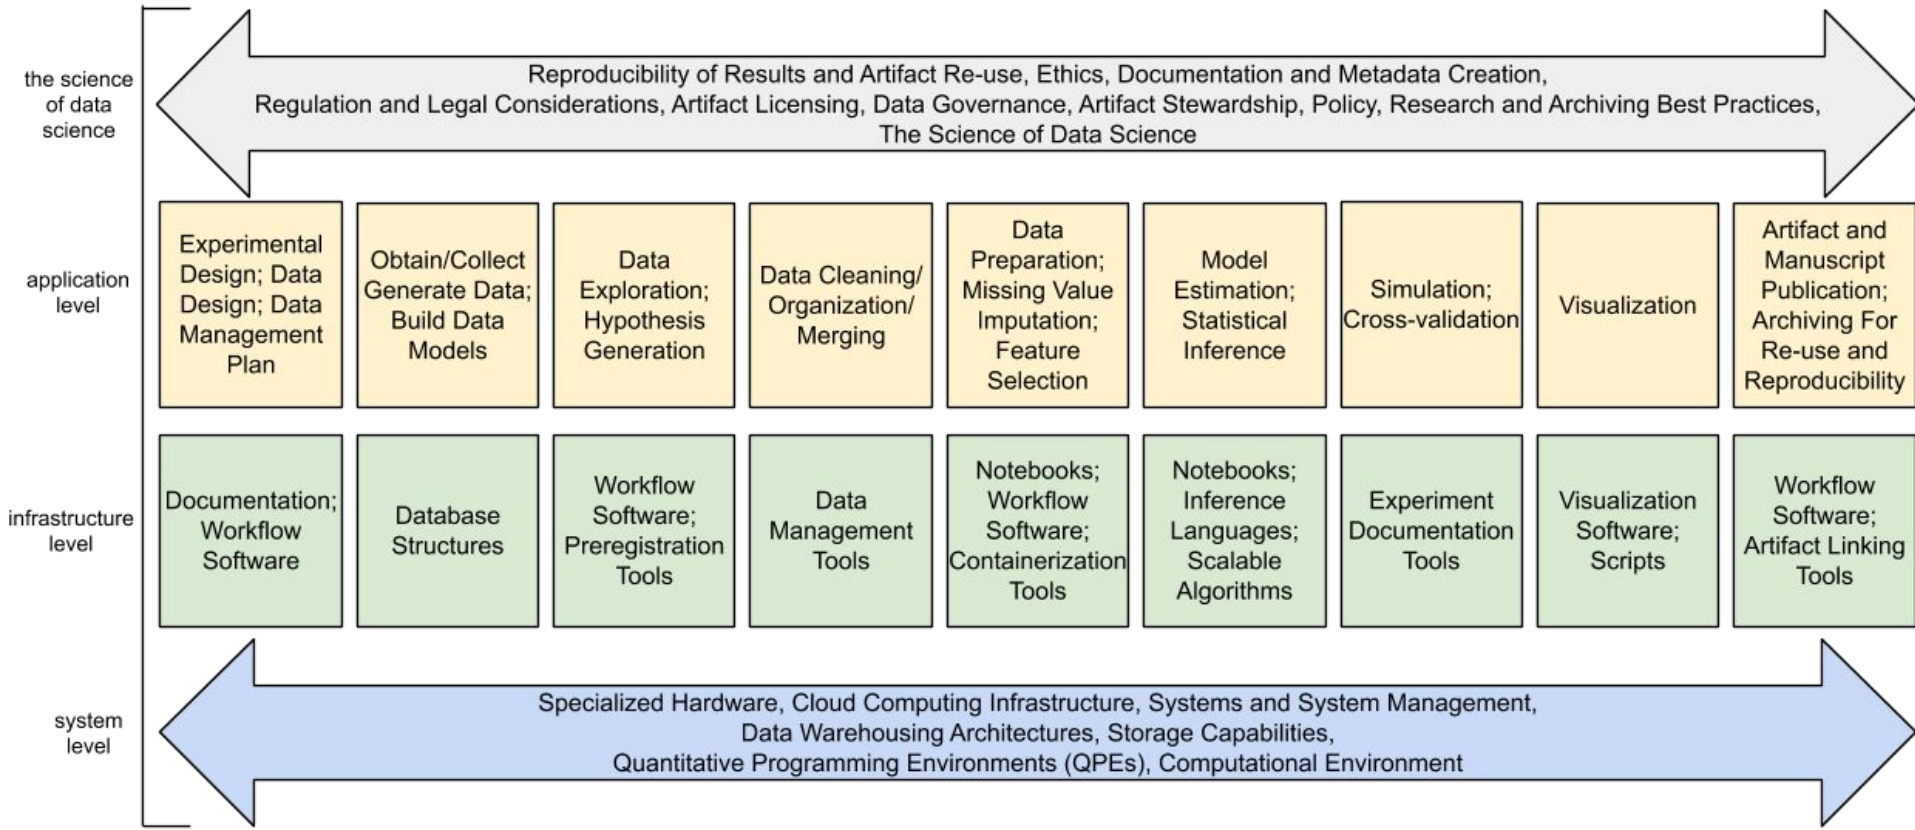 the science
of data
science
Reproducibility of Results and Artifact Re-use, Ethics, Documentation and Metadata Creation,
Regulation and Legal Considerations, Artifact Licensing, Data Governance, Artifact Stewardship, Policy, Research and Archiving Best Practices,
The Science of Data Science
application
level
Experimental
Design; Data
Design; Data
Management
Plan
Obtain/Collect
Generate Data;
Build Data
Models
Data
Exploration;
Hypothesis
Generation
Data Cleaning/
Organization/
Merging
Data
Preparation;
Missing Value
Imputation;
Feature
Selection
Model
Estimation;
Statistical
Inference
Simulation;
Cross-validation
Visualization
Artifact and
Manuscript
Publication;
Archiving For
Re-use and
Reproducibility
infrastructure
level
Documentation;
Workflow
Software
Database
Structures
Workflow
Software;
Preregistration
Tools
Data
Management
Tools
Notebooks;
Workflow
Software;
Containerization
Tools
Notebooks;
Inference
Languages;
Scalable
Algorithms
Experiment
Documentation
Tools
Visualization
Software;
Scripts
Workflow
Software;
Artifact Linking
Tools
system
level
Specialized Hardware, Cloud Computing Infrastructure, Systems and System Management,
Data Warehousing Architectures, Storage Capabilities,
Quantitative Programming Environments (QPEs), Computational Environment